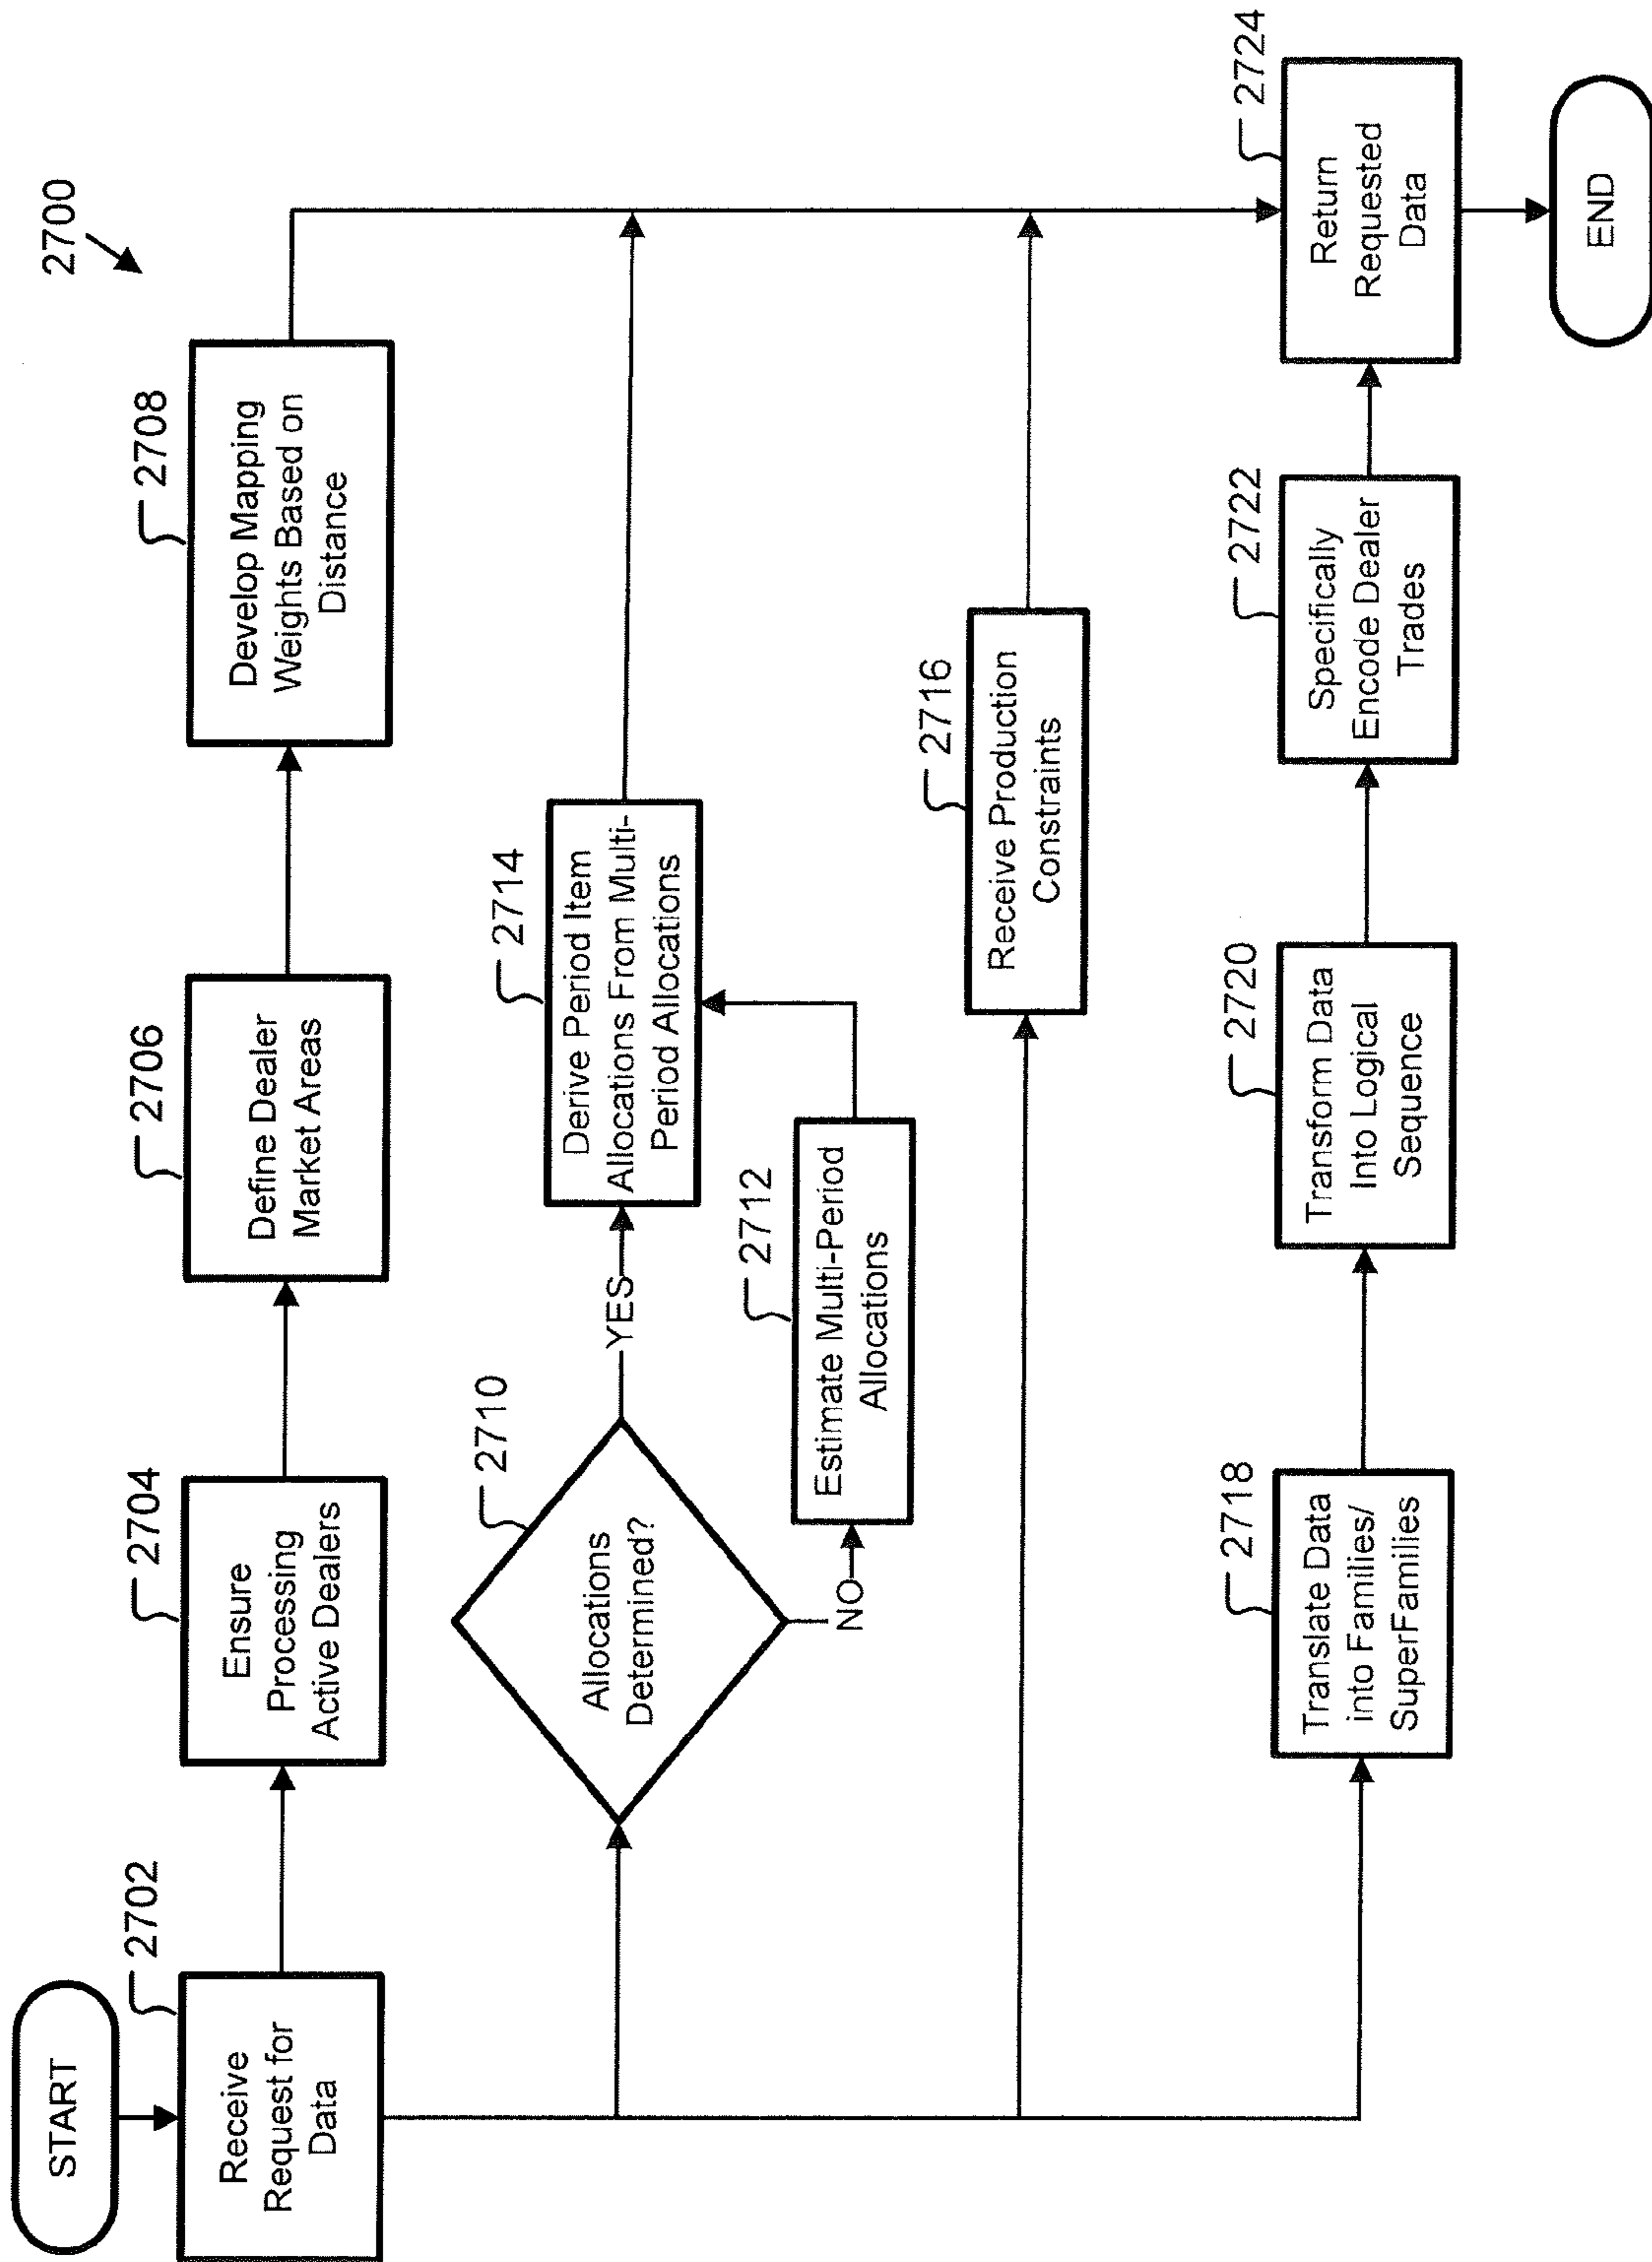 2700
START
2702
Receive
Request for
Data
2704
Ensure
Processing
Active Dealers
2706
Define Dealer
Market Areas
2708
Develop Mapping
Weights Based on
Distance
2710
Allocations
Determined?
YES
NO
2712
Estimate Multi-Period
Allocations
2714
Derive Period Item
Allocations From Multi-
Period Allocations
2716
Receive Production
Constraints
2718
Translate Data
into Families/
SuperFamilies
2720
Transform Data
Into Logical
Sequence
2722
Specifically
Encode Dealer
Trades
2724
Return
Requested
Data
END